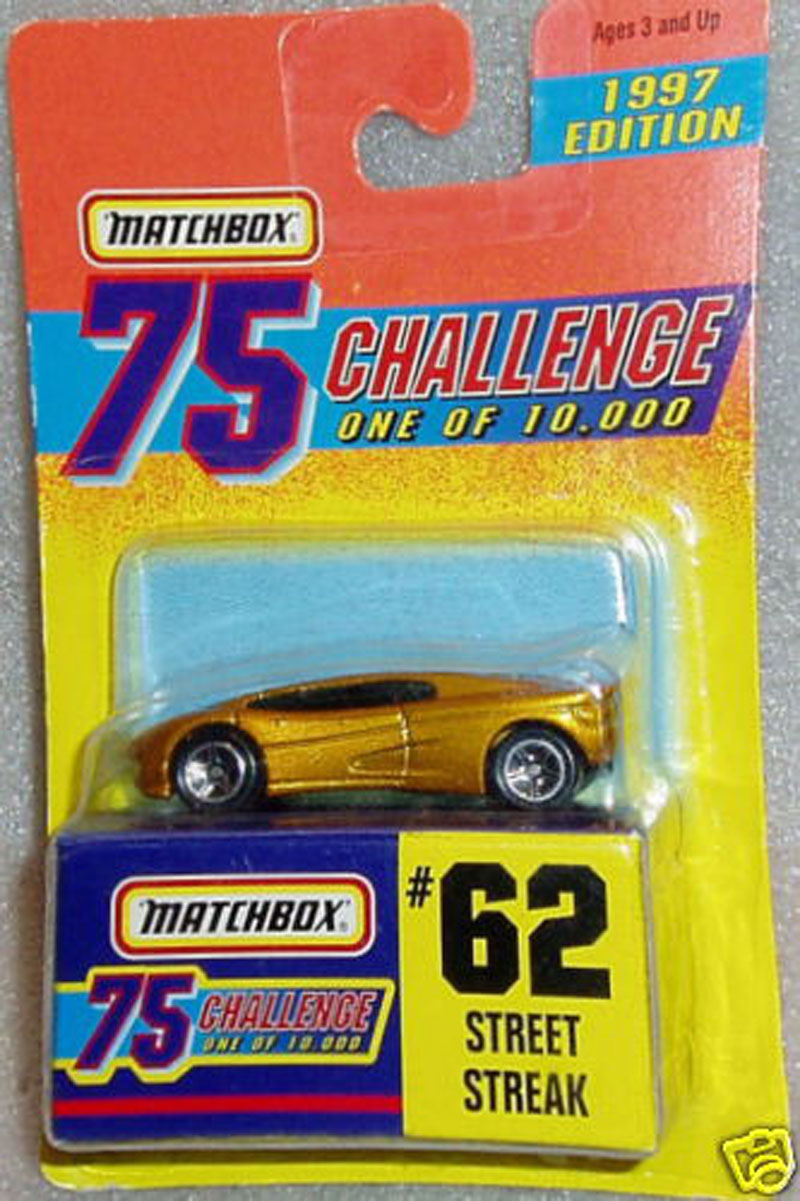 Ages 3 and Up
1997
EDITION
"MATCHBOX"
75 CHALLENGE
ONE OF 10.000
"MATCHBOX"
75 CHALLENGE
ONE OF 10.000
#62
STREET
STREAK